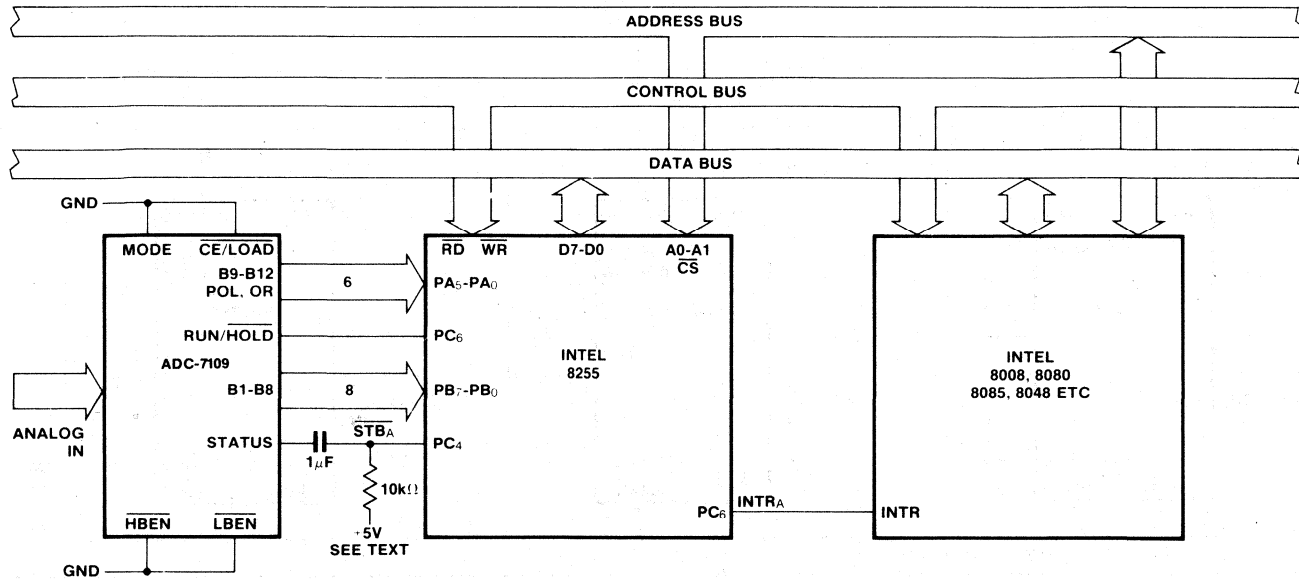 ADDRESS BUS
CONTROL BUS
DATA BUS
GND
MODE
CE/LOAD
B9-B12
POL, OR
RUN/HOLD
ADC-7109
B1-B8
STATUS
HBEN
LBEN
GND
ANALOG
IN
6
8
1μF
STBA
10kΩ
+5V
SEE TEXT
RD WR D7-D0 A0-A1
CS
PA5-PA0
PC6
INTEL
8255
PB7-PB0
PC4
PC6
INTRA
INTR
INTEL
8008, 8080
8085, 8048 ETC